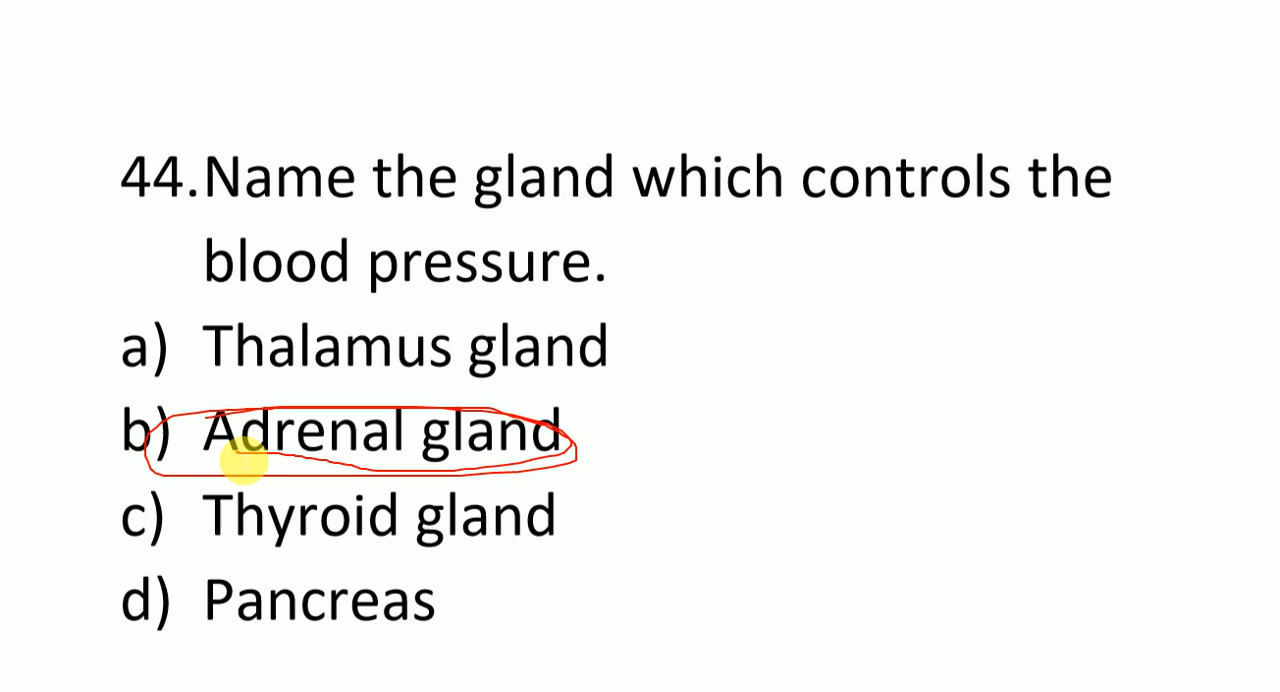 44. Name the gland which controls the
blood pressure.
a) Thalamus gland
b) Adrenal gland
c) Thyroid gland
d) Pancreas